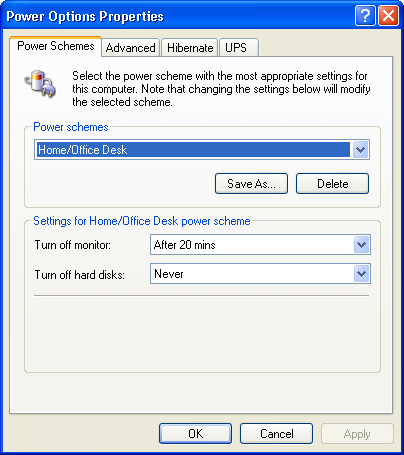 Power Options Properties
Power Schemes Advanced Hibernate UPS
Select the power scheme with the most appropriate settings for
this computer. Note that changing the settings below will modify
the selected scheme.
Power schemes
Home/Office Desk
Save As... Delete
Settings for Home/Office Desk power scheme
Turn off monitor: After 20 mins
Turn off hard disks: Never
OK Cancel Apply